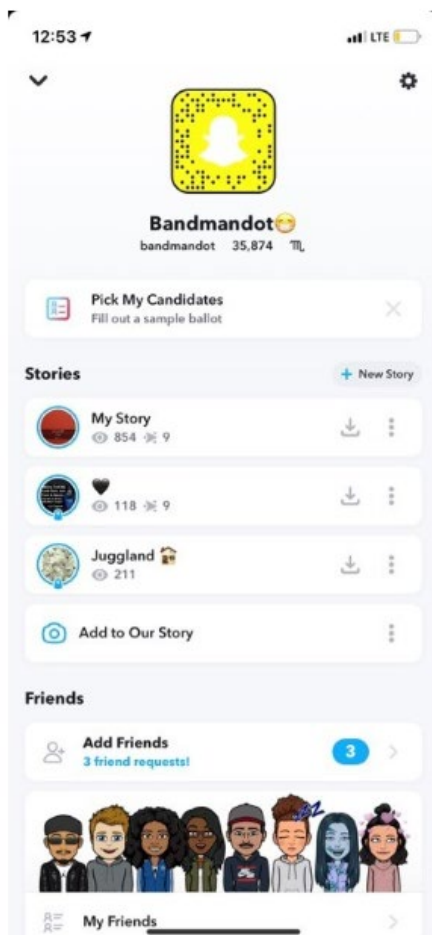 12:53 LTE
Bandmandot😷
bandmandot 35,874 ♏
Pick My Candidates
Fill out a sample ballot
Stories + New Story
My Story
854 9
🖤
118 9
Juggland 🏚
211
Add to Our Story
Friends
Add Friends
3 friend requests! 3
My Friends